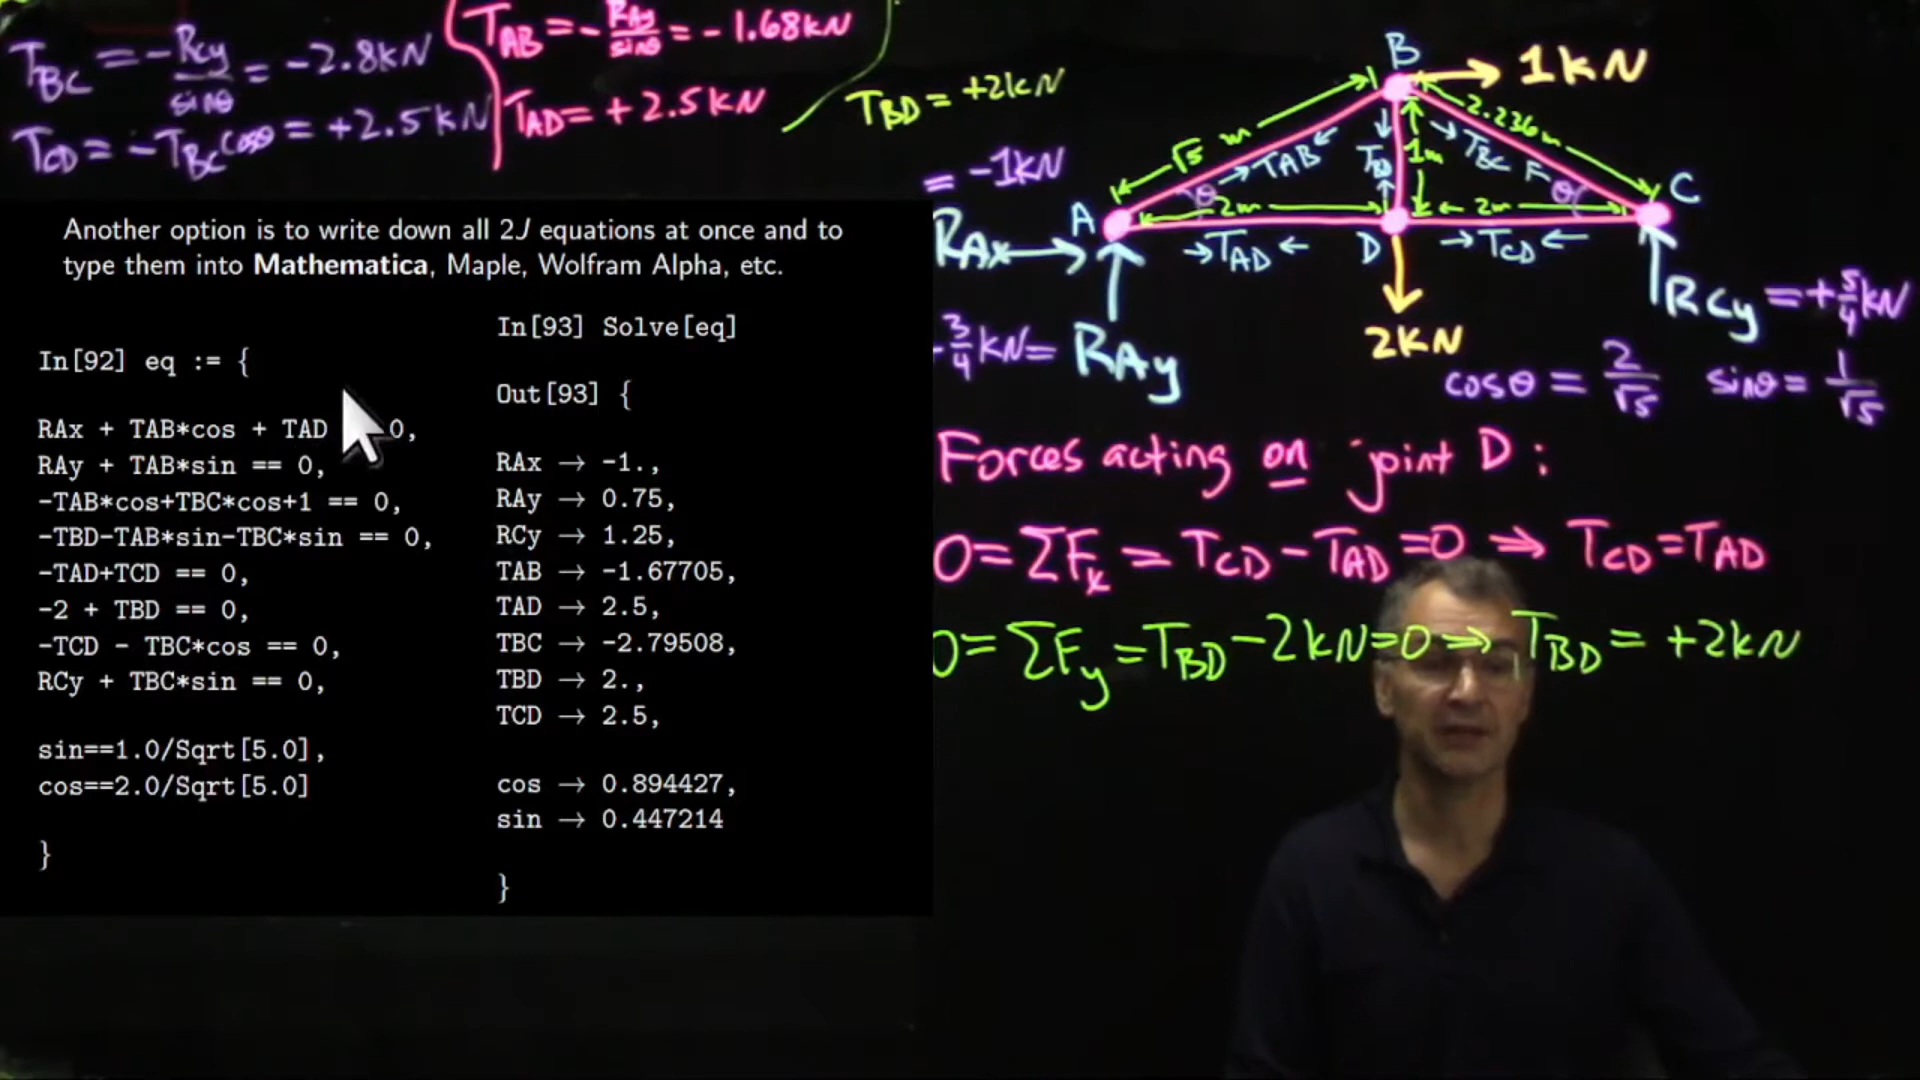 T_BC = -R_Cy/sinθ = -2.8kN
T_CD = -T_BC cosθ = +2.5kN
T_AB = -R_Ay/sinθ = -1.68kN
T_AD = +2.5kN
T_BD = +2kN
Another option is to write down all 2J equations at once and to
type them into Mathematica, Maple, Wolfram Alpha, etc.
In[92] eq := {
RAx + TAB*cos + TAD 0,
RAy + TAB*sin == 0,
-TAB*cos+TBC*cos+1 == 0,
-TBD-TAB*sin-TBC*sin == 0,
-TAD+TCD == 0,
-2 + TBD == 0,
-TCD - TBC*cos == 0,
RCy + TBC*sin == 0,
sin==1.0/Sqrt[5.0],
cos==2.0/Sqrt[5.0]
}
In[93] Solve[eq]
Out[93] {
RAx → -1.,
RAy → 0.75,
RCy → 1.25,
TAB → -1.67705,
TAD → 2.5,
TBC → -2.79508,
TBD → 2.,
TCD → 2.5,
cos → 0.894427,
sin → 0.447214
}
B
1kN
√5 m
2.236m
T_AB
T_BD
1m
T_BC
F
θ
θ
C
A
2m
2m
T_AD
D
T_CD
= -1kN
R_Ax
3/4 kN = R_Ay
2kN
R_Cy = +5/4 kN
cosθ = 2/√5 sinθ = 1/√5
Forces acting on joint D:
0 = ΣF_x = T_CD - T_AD = 0 ⇒ T_CD = T_AD
0 = ΣF_y = T_BD - 2kN = 0 ⇒ T_BD = +2kN